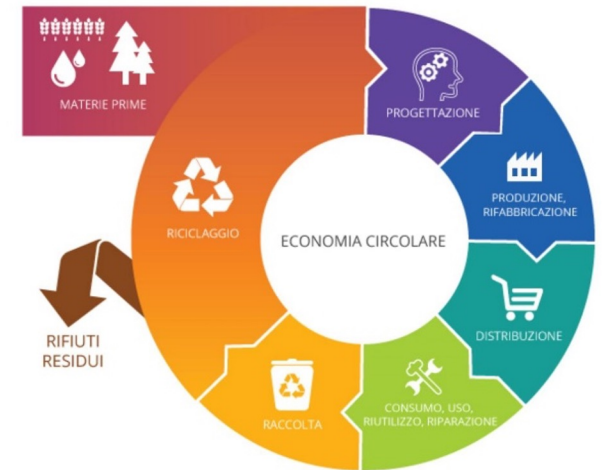 MATERIE PRIME
PROGETTAZIONE
PRODUZIONE,
RIFABBRICAZIONE
RICICLAGGIO
ECONOMIA CIRCOLARE
DISTRIBUZIONE
RIFIUTI
RESIDUI
CONSUMO, USO,
RIUTILIZZO, RIPARAZIONE
RACCOLTA